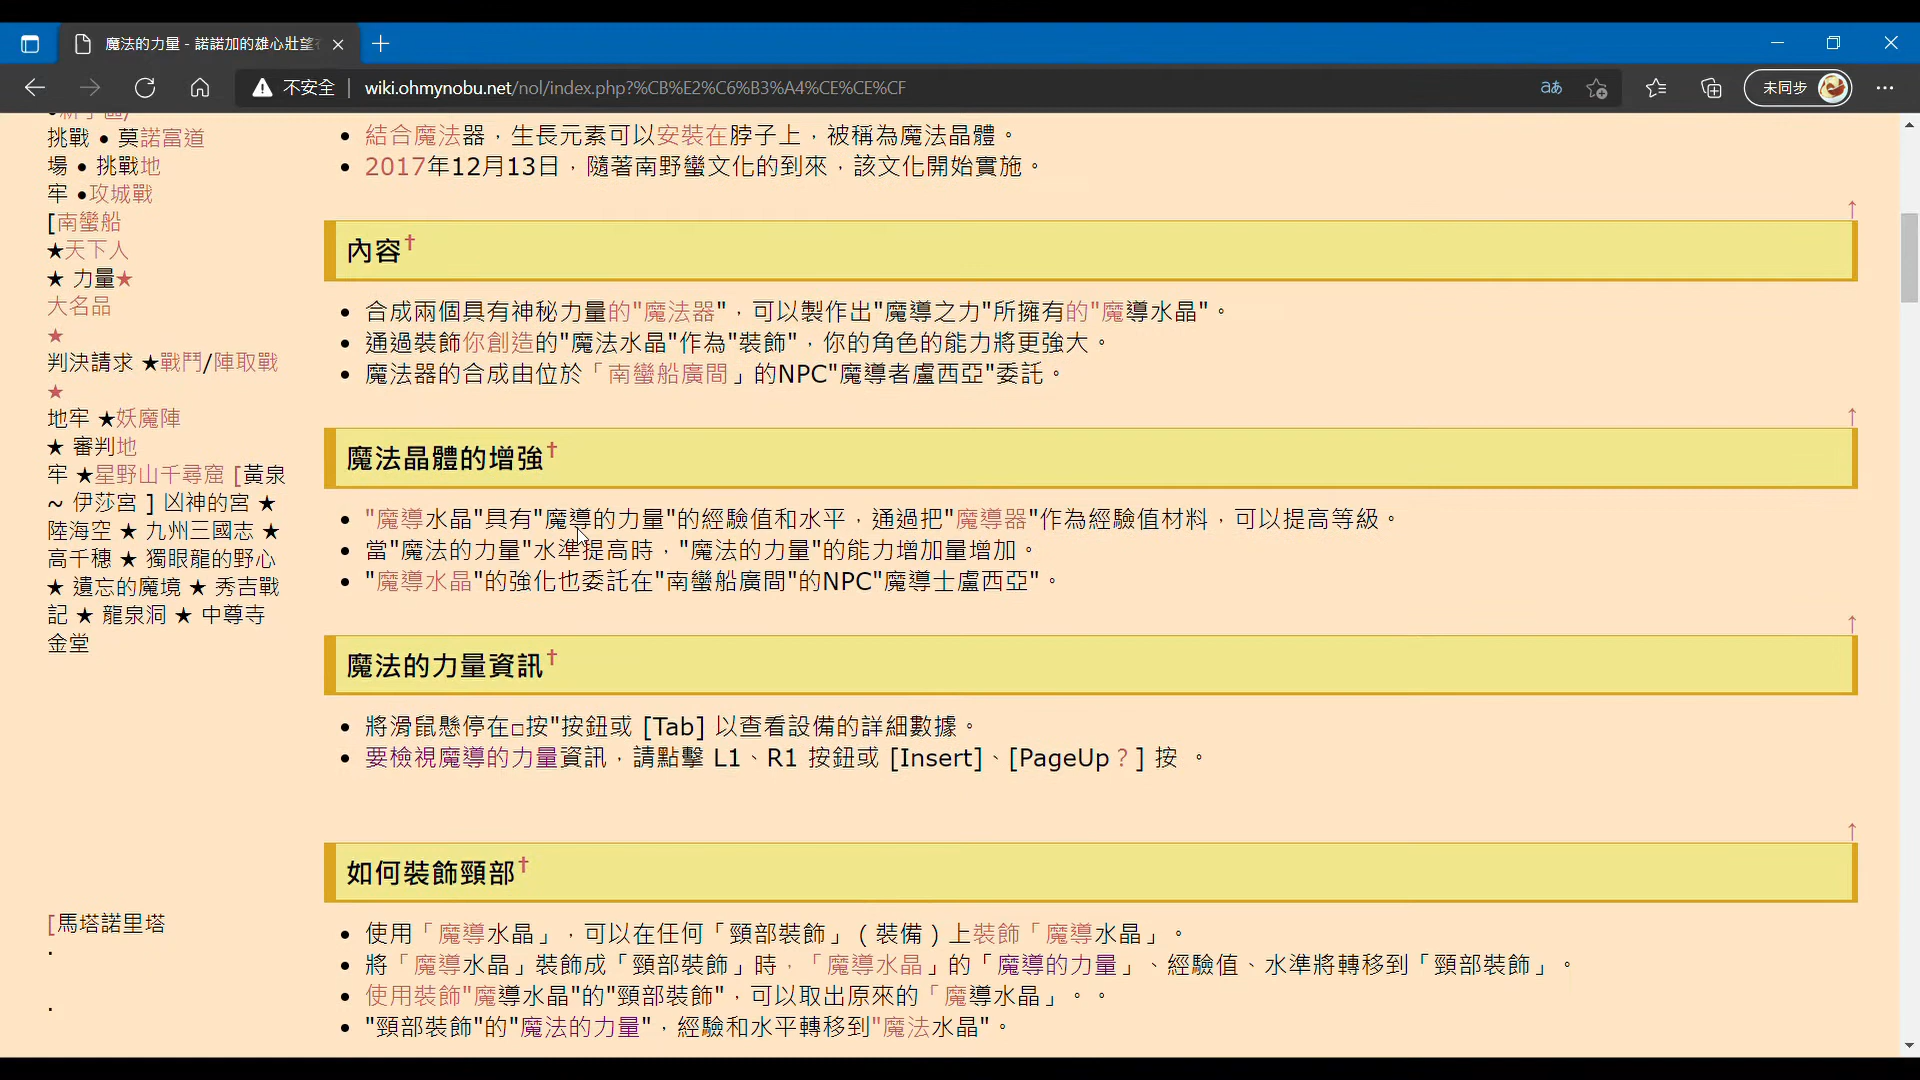 魔法的力量 - 諾諾加的雄心壯望
不安全 wiki.ohmynobu.net/nol/index.php?%CB%E2%C6%B3%A4%CE%CE%CF
aあ
未同步
挑戰 • 莫諾富道
場 • 挑戰地
牢 •攻城戰
[南蠻船
★天下人
★ 力量★
大名品
★
判決請求 ★戰鬥/陣取戰
★
地牢 ★妖魔陣
★ 審判地
牢 ★星野山千尋窟 [黃泉
~ 伊莎宮 ] 凶神的宮 ★
陸海空 ★ 九州三國志 ★
高千穗 ★ 獨眼龍的野心
★ 遺忘的魔境 ★ 秀吉戰
記 ★ 龍泉洞 ★ 中尊寺
金堂
[馬塔諾里塔
.
.
• 結合魔法器，生長元素可以安裝在脖子上，被稱為魔法晶體。
• 2017年12月13日，隨著南野蠻文化的到來，該文化開始實施。
↑
內容†
• 合成兩個具有神秘力量的"魔法器"，可以製作出"魔導之力"所擁有的"魔導水晶"。
• 通過裝飾你創造的"魔法水晶"作為"裝飾"，你的角色的能力將更強大。
• 魔法器的合成由位於「南蠻船廣間」的NPC"魔導者盧西亞"委託。
↑
魔法晶體的增強†
• "魔導水晶"具有"魔導的力量"的經驗值和水平，通過把"魔導器"作為經驗值材料，可以提高等級。
• 當"魔法的力量"水準提高時，"魔法的力量"的能力增加量增加。
• "魔導水晶"的強化也委託在"南蠻船廣間"的NPC"魔導士盧西亞"。
↑
魔法的力量資訊†
• 將滑鼠懸停在□按"按鈕或 [Tab] 以查看設備的詳細數據。
• 要檢視魔導的力量資訊，請點擊 L1、R1 按鈕或 [Insert]、[PageUp？] 按 。
↑
如何裝飾頸部†
• 使用「魔導水晶」，可以在任何「頸部裝飾」（裝備）上裝飾「魔導水晶」。
• 將「魔導水晶」裝飾成「頸部裝飾」時，「魔導水晶」的「魔導的力量」、經驗值、水準將轉移到「頸部裝飾」。
• 使用裝飾"魔導水晶"的"頸部裝飾"，可以取出原來的「魔導水晶」。。
• "頸部裝飾"的"魔法的力量"，經驗和水平轉移到"魔法水晶"。